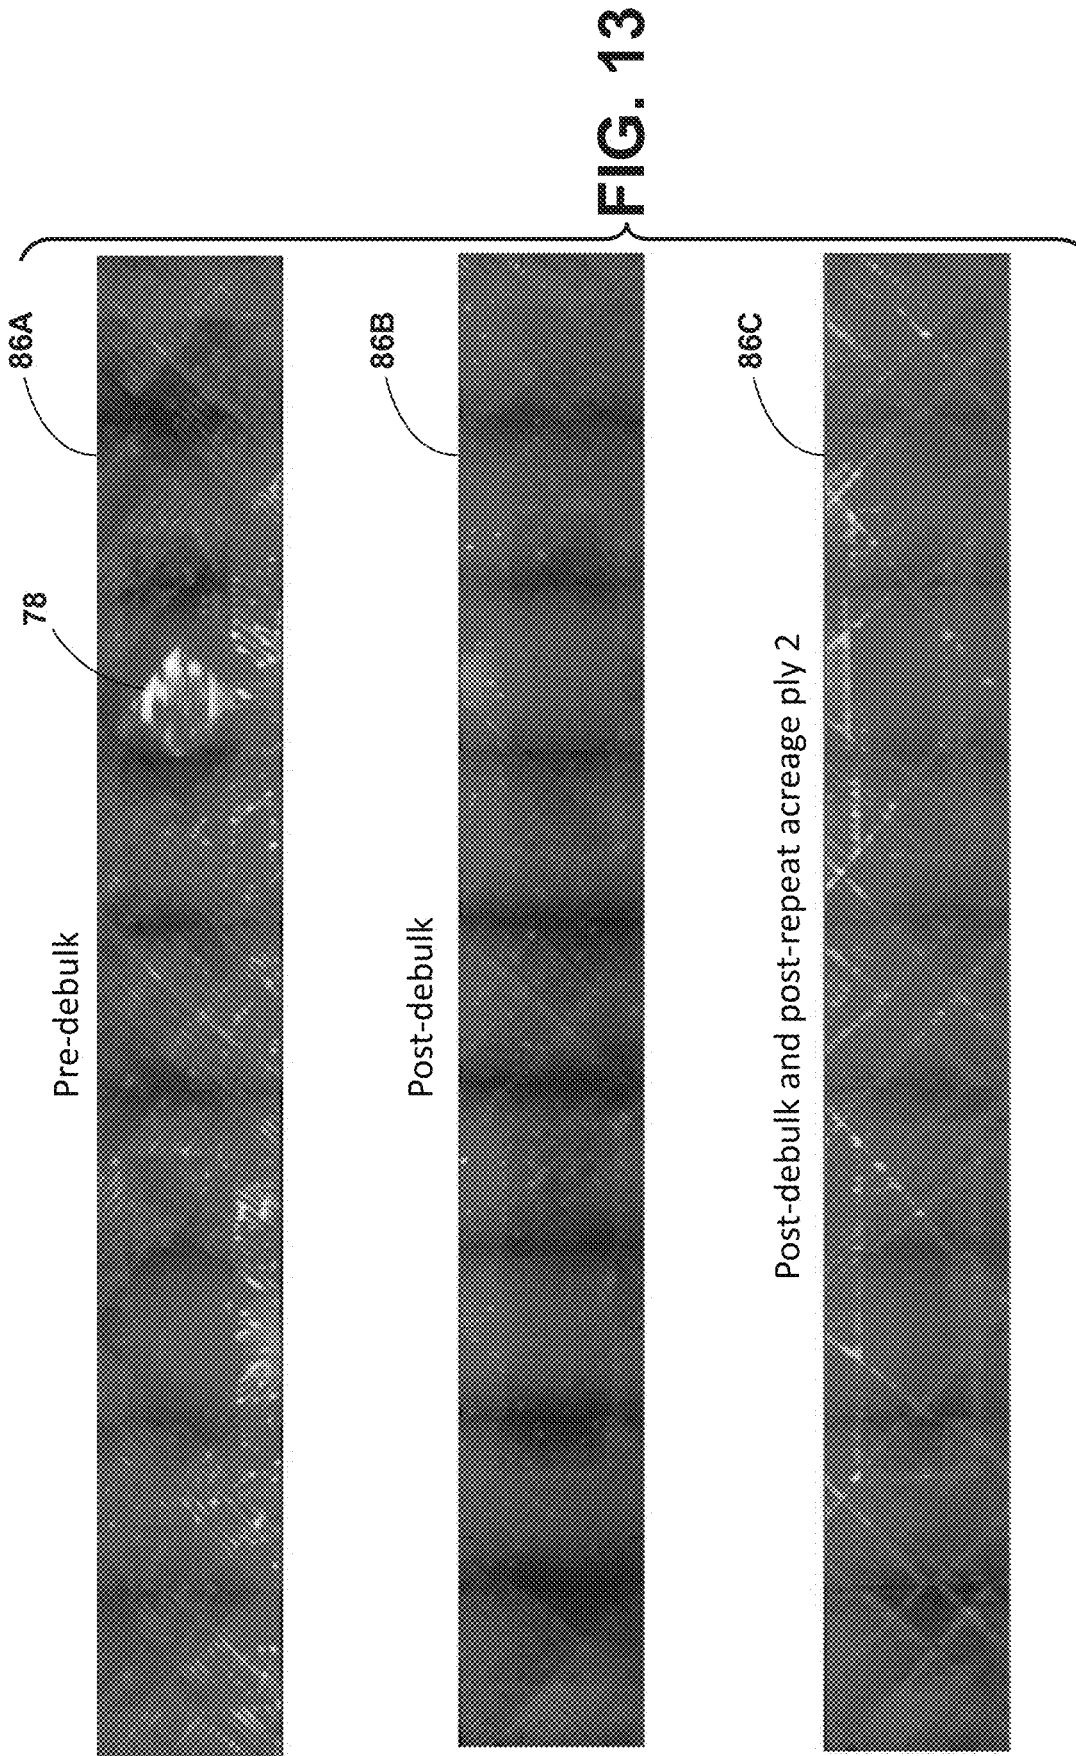 Pre-debulk
78
86A
Post-debulk
86B
Post-debulk and post-repeat acreage ply 2
86C
FIG. 13